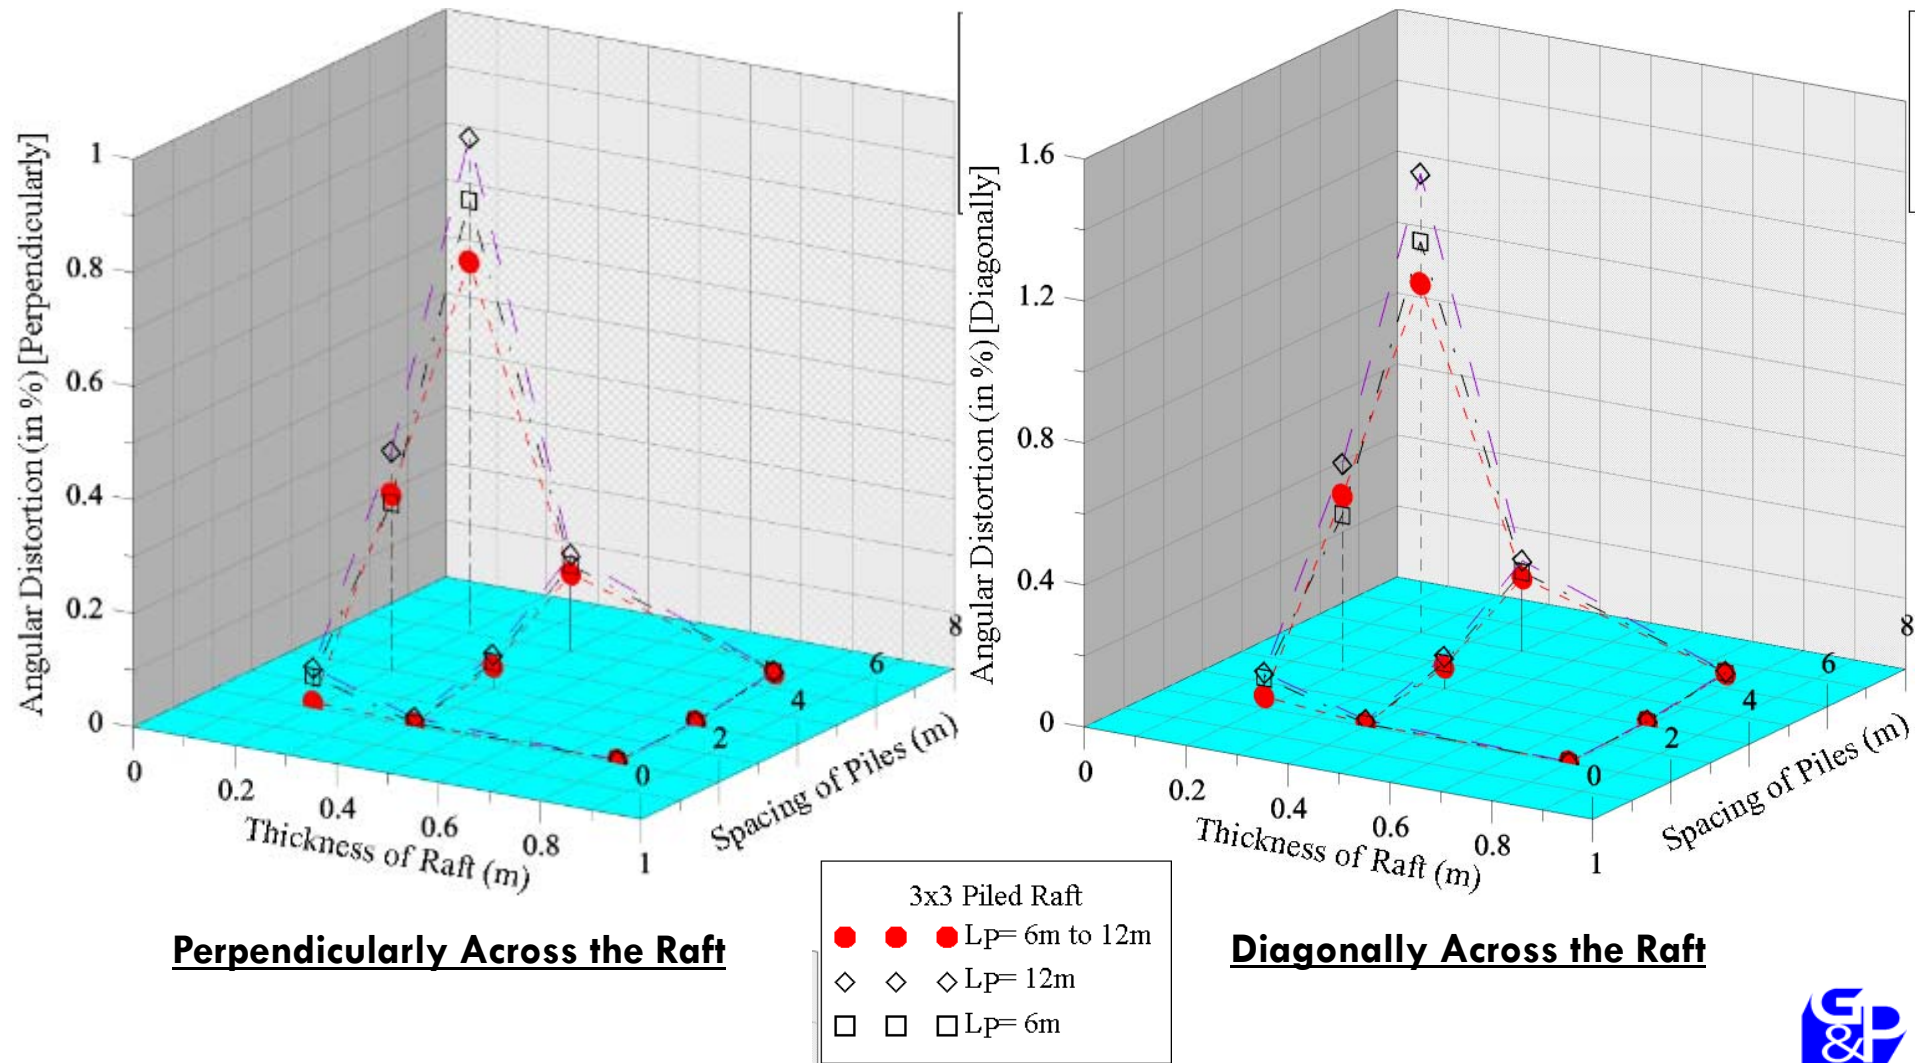 Angular Distortion (in %) [Perpendicularly]
1
0.8
0.6
0.4
0.2
0
0
0.2
0.4
0.6
0.8
1
Thickness of Raft (m)
0
2
4
6
8
Spacing of Piles (m)
Perpendicularly Across the Raft
Angular Distortion (in %) [Diagonally]
1.6
1.2
0.8
0.4
0
0
0.2
0.4
0.6
0.8
1
Thickness of Raft (m)
0
2
4
6
8
Spacing of Piles (m)
Diagonally Across the Raft
3x3 Piled Raft
LP= 6m to 12m
LP= 12m
LP= 6m
G&P